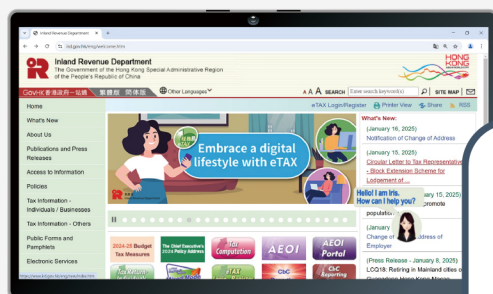 Inland Revenue Department
Inland Revenue Department
The Government of the Hong Kong Special Administrative Region
of the People's Republic of China
HONG
KONG
GovHK 香港政府一站通
繁體版 简体版
Other Languages
A A A SEARCH Enter search keyword(s)
SITE MAP
eTAX Login/Register
Printer View
Share
RSS
Home
What's New
About Us
Publications and Press
Releases
Access to Information
Policies
Tax Information -
Individuals / Businesses
Tax Information - Others
Public Forms and
Pamphlets
Electronic Services
Embrace a digital
lifestyle with eTAX
2024-25 Budget
Tax Measures
The Chief Executive's
2024 Policy Address
Tax
Computation
AEOI
AEOI
Portal
Tax Return
eTAX
CbC
Reporting
What's New:
(January 16, 2025)
Notification of Change of Address
(January 15, 2025)
Circular Letter to Tax Representative
- Block Extension Scheme for
Lodgement of ...
Hello! I am Iris.
How can I help you?
15, 2025)
promote
population
Change of
Address of
Employer
(Press Release - January 8, 2025)
LCQ18: Retiring in Mainland cities o